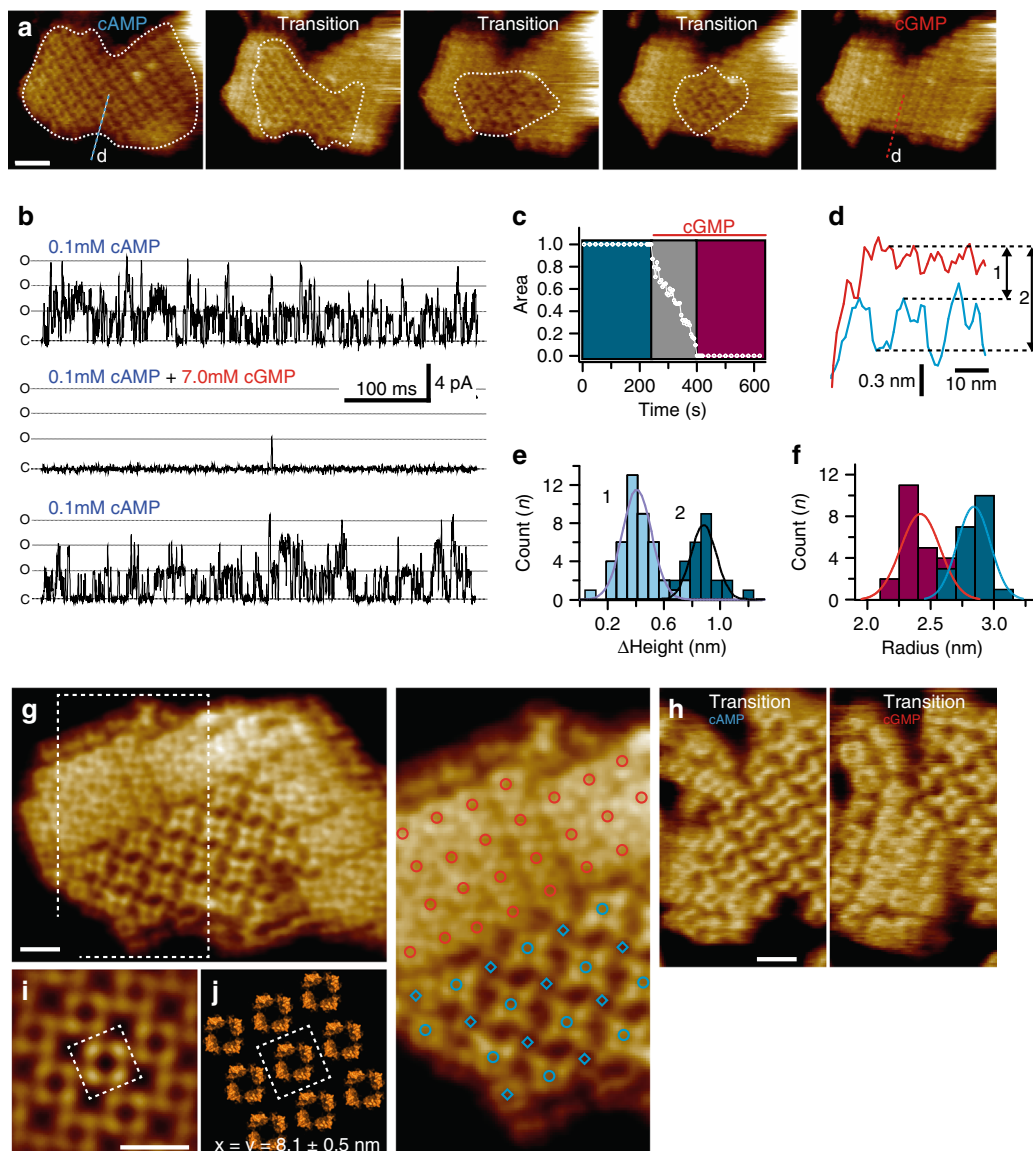 a
cAMP
Transition
Transition
Transition
cGMP
d
d
b
0.1mM cAMP
O
O
O
C
0.1mM cAMP + 7.0mM cGMP
100 ms
4 pA
O
O
O
C
0.1mM cAMP
O
O
O
C
c
cGMP
Area
1.0
0.8
0.6
0.4
0.2
0.0
0 200 400 600
Time (s)
d
1
2
0.3 nm
10 nm
e
Count (n)
12
8
4
0
1
2
0.2 0.6 1.0
ΔHeight (nm)
f
Count (n)
12
8
4
0
2.0 2.5 3.0
Radius (nm)
g
h
Transition
cAMP
Transition
cGMP
i
j
x = y = 8.1 ± 0.5 nm